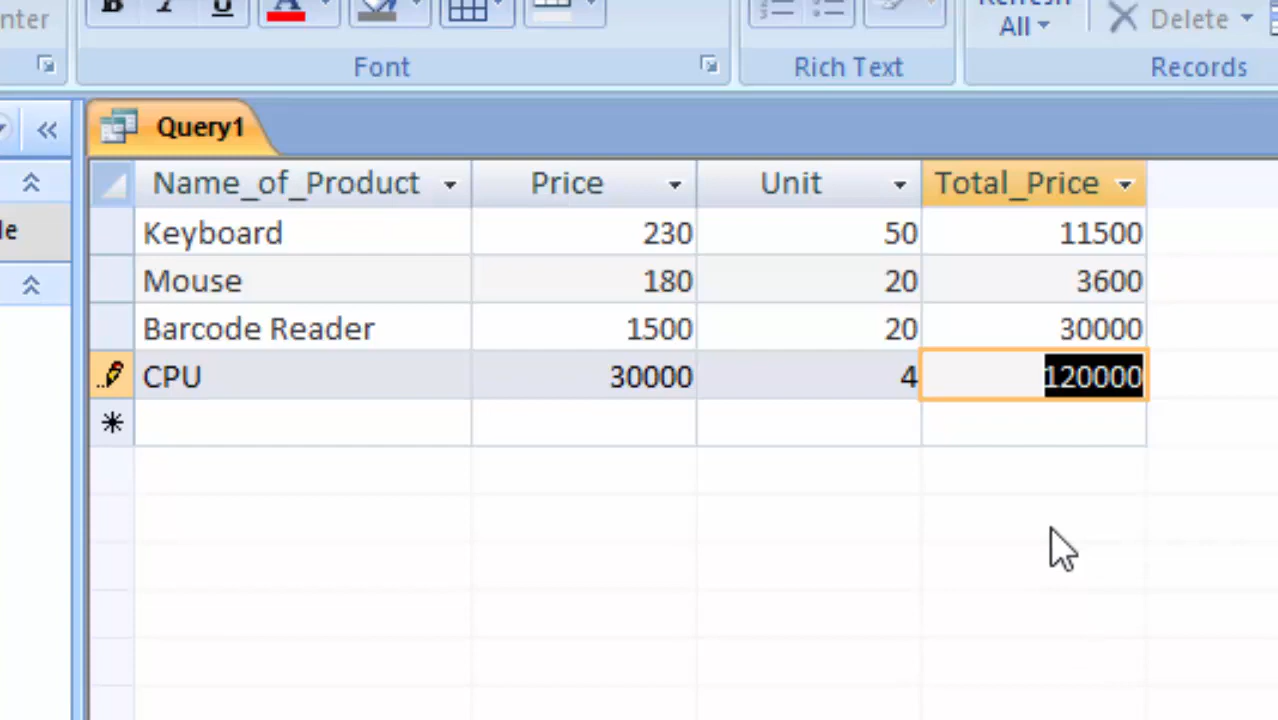 nter
B I U A
Refresh
All
Delete
Font
Rich Text
Records
Query1
Name_of_Product Price Unit Total_Price
Keyboard 230 50 11500
Mouse 180 20 3600
Barcode Reader 1500 20 30000
CPU 30000 4 120000
le